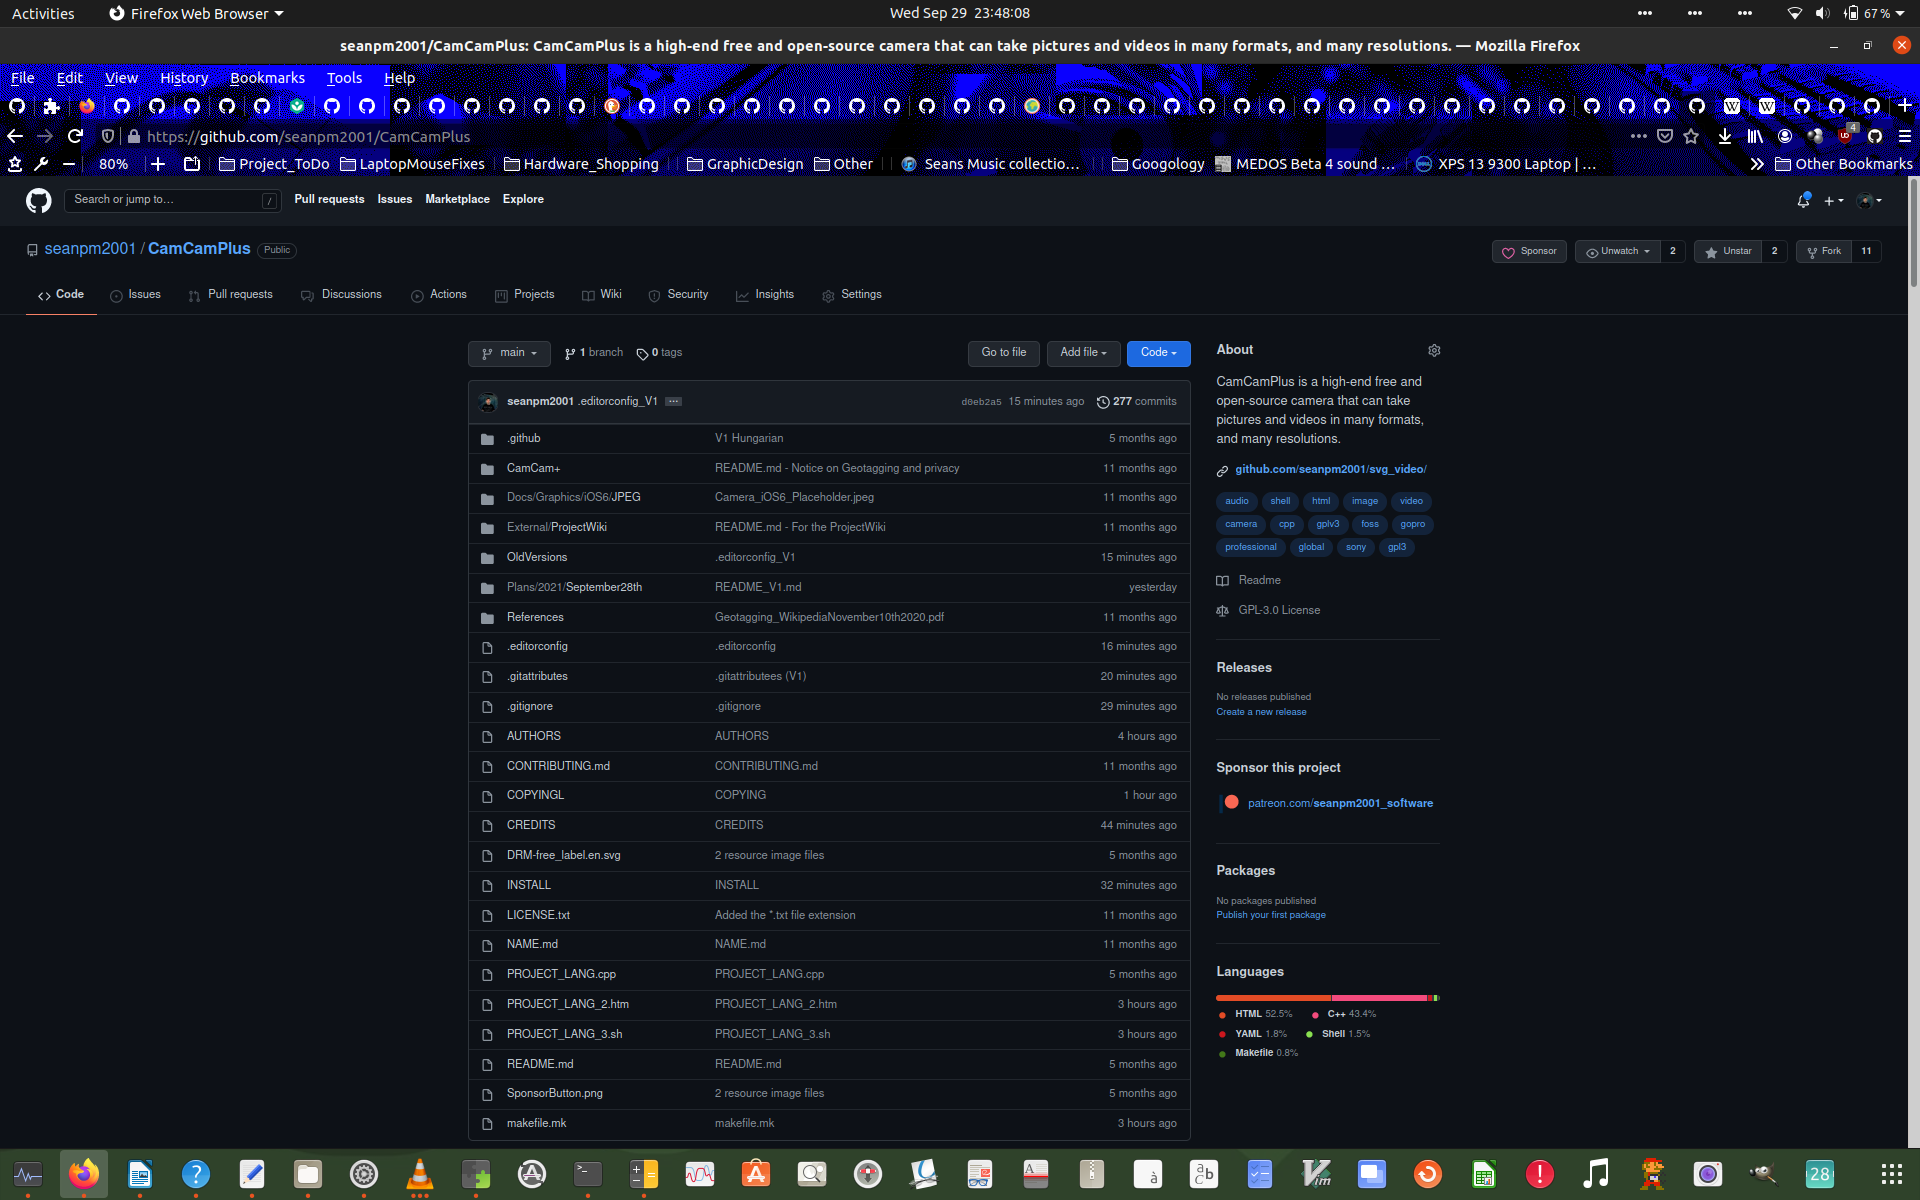 Activities Firefox Web Browser Wed Sep 29 23:48:08 67 %
seanpm2001/CamCamPlus: CamCamPlus is a high-end free and open-source camera that can take pictures and videos in many formats, and many resolutions. — Mozilla Firefox
File Edit View History Bookmarks Tools Help
https://github.com/seanpm2001/CamCamPlus 4
80% Project_ToDo LaptopMouseFixes Hardware_Shopping GraphicDesign Other Seans Music collectio... Googology MEDOS Beta 4 sound ... XPS 13 9300 Laptop | ... Other Bookmarks
Search or jump to... / Pull requests Issues Marketplace Explore
seanpm2001 / CamCamPlus Public Sponsor Unwatch 2 Unstar 2 Fork 11
Code Issues Pull requests Discussions Actions Projects Wiki Security Insights Settings
main 1 branch 0 tags Go to file Add file Code
seanpm2001 .editorconfig_V1 ... d0eb2a5 15 minutes ago 277 commits
.github V1 Hungarian 5 months ago
CamCam+ README.md - Notice on Geotagging and privacy 11 months ago
Docs/Graphics/iOS6/JPEG Camera_iOS6_Placeholder.jpeg 11 months ago
External/ProjectWiki README.md - For the ProjectWiki 11 months ago
OldVersions .editorconfig_V1 15 minutes ago
Plans/2021/September28th README_V1.md yesterday
References Geotagging_WikipediaNovember10th2020.pdf 11 months ago
.editorconfig .editorconfig 16 minutes ago
.gitattributes .gitattributees (V1) 20 minutes ago
.gitignore .gitignore 29 minutes ago
AUTHORS AUTHORS 4 hours ago
CONTRIBUTING.md CONTRIBUTING.md 11 months ago
COPYINGL COPYING 1 hour ago
CREDITS CREDITS 44 minutes ago
DRM-free_label.en.svg 2 resource image files 5 months ago
INSTALL INSTALL 32 minutes ago
LICENSE.txt Added the *.txt file extension 11 months ago
NAME.md NAME.md 11 months ago
PROJECT_LANG.cpp PROJECT_LANG.cpp 5 months ago
PROJECT_LANG_2.htm PROJECT_LANG_2.htm 3 hours ago
PROJECT_LANG_3.sh PROJECT_LANG_3.sh 3 hours ago
README.md README.md 5 months ago
SponsorButton.png 2 resource image files 5 months ago
makefile.mk makefile.mk 3 hours ago
About
CamCamPlus is a high-end free and
open-source camera that can take
pictures and videos in many formats,
and many resolutions.
github.com/seanpm2001/svg_video/
audio shell html image video
camera cpp gplv3 foss gopro
professional global sony gpl3
Readme
GPL-3.0 License
Releases
No releases published
Create a new release
Sponsor this project
patreon.com/seanpm2001_software
Packages
No packages published
Publish your first package
Languages
HTML 52.5% C++ 43.4%
YAML 1.8% Shell 1.5%
Makefile 0.8%
28